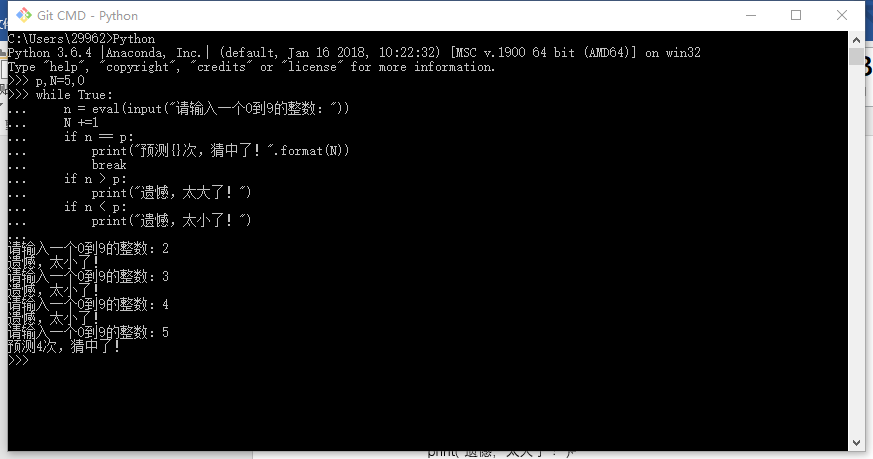 Git CMD - Python
C:\Users\29962>Python
Python 3.6.4 |Anaconda, Inc.| (default, Jan 16 2018, 10:22:32) [MSC v.1900 64 bit (AMD64)] on win32
Type "help", "copyright", "credits" or "license" for more information.
>>> p,N=5,0
>>> while True:
...     n = eval(input("请输入一个0到9的整数: "))
...     N +=1
...     if n == p:
...         print("预测{}次，猜中了! ".format(N))
...         break
...     if n > p:
...         print("遗憾，太大了! ")
...     if n < p:
...         print("遗憾，太小了! ")
...
请输入一个0到9的整数: 2
遗憾，太小了!
请输入一个0到9的整数: 3
遗憾，太小了!
请输入一个0到9的整数: 4
遗憾，太小了!
请输入一个0到9的整数: 5
预测4次，猜中了!
>>>